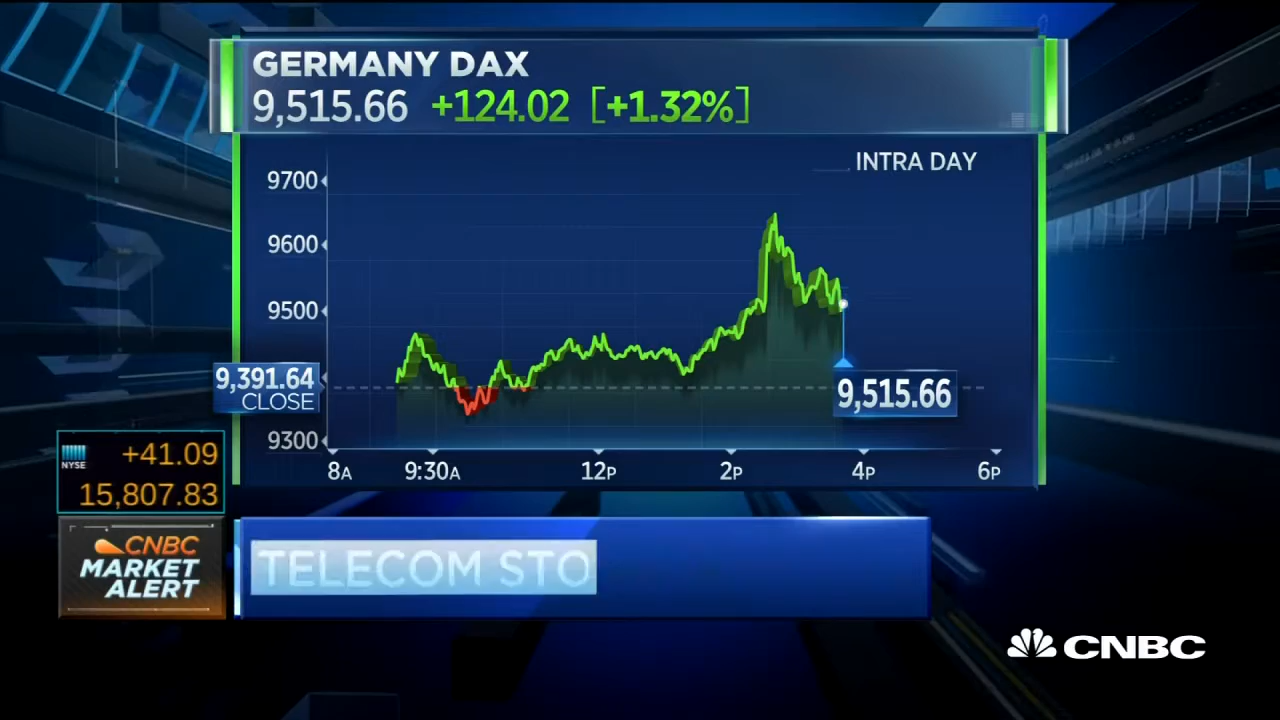 GERMANY DAX
9,515.66 +124.02 [+1.32%]
INTRA DAY
9700
9600
9500
9,391.64
CLOSE
9,515.66
9300
8A 9:30A 12P 2P 4P 6P
NYSE +41.09
15,807.83
CNBC
MARKET
ALERT
TELECOM STO
CNBC